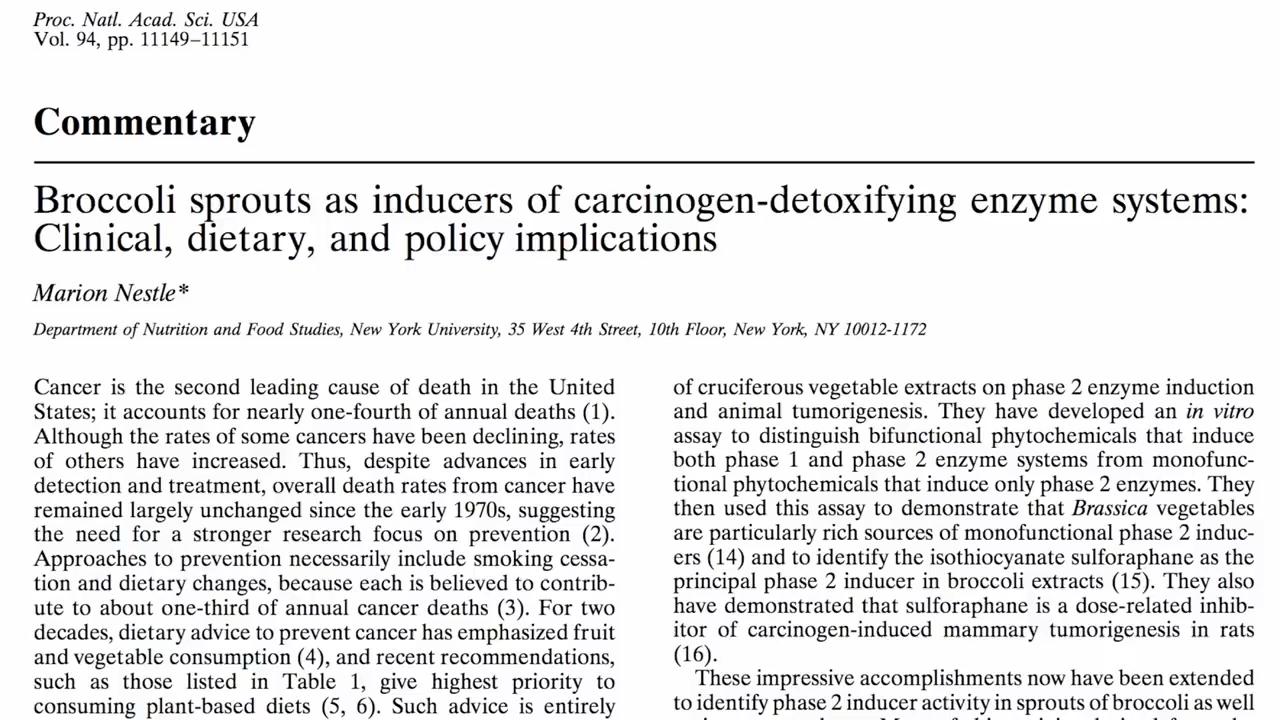 Proc. Natl. Acad. Sci. USA
Vol. 94, pp. 11149–11151
Commentary
Broccoli sprouts as inducers of carcinogen-detoxifying enzyme systems:
Clinical, dietary, and policy implications
Marion Nestle*
Department of Nutrition and Food Studies, New York University, 35 West 4th Street, 10th Floor, New York, NY 10012-1172
Cancer is the second leading cause of death in the United
States; it accounts for nearly one-fourth of annual deaths (1).
Although the rates of some cancers have been declining, rates
of others have increased. Thus, despite advances in early
detection and treatment, overall death rates from cancer have
remained largely unchanged since the early 1970s, suggesting
the need for a stronger research focus on prevention (2).
Approaches to prevention necessarily include smoking cessa-
tion and dietary changes, because each is believed to contrib-
ute to about one-third of annual cancer deaths (3). For two
decades, dietary advice to prevent cancer has emphasized fruit
and vegetable consumption (4), and recent recommendations,
such as those listed in Table 1, give highest priority to
consuming plant-based diets (5, 6). Such advice is entirely
of cruciferous vegetable extracts on phase 2 enzyme induction
and animal tumorigenesis. They have developed an in vitro
assay to distinguish bifunctional phytochemicals that induce
both phase 1 and phase 2 enzyme systems from monofunc-
tional phytochemicals that induce only phase 2 enzymes. They
then used this assay to demonstrate that Brassica vegetables
are particularly rich sources of monofunctional phase 2 induc-
ers (14) and to identify the isothiocyanate sulforaphane as the
principal phase 2 inducer in broccoli extracts (15). They also
have demonstrated that sulforaphane is a dose-related inhib-
itor of carcinogen-induced mammary tumorigenesis in rats
(16).
These impressive accomplishments now have been extended
to identify phase 2 inducer activity in sprouts of broccoli as well